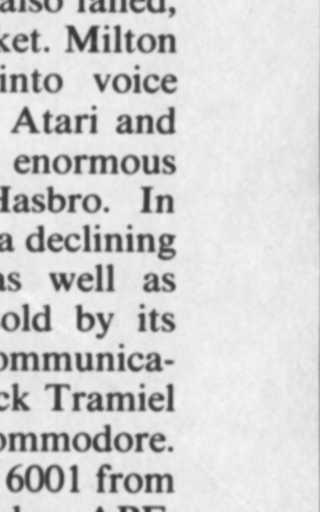 also failed,
ket. Milton
into voice
Atari and
enormous
Hasbro. In
a declining
as well as
old by its
ommunica-
ck Tramiel
ommodore.
6001 from